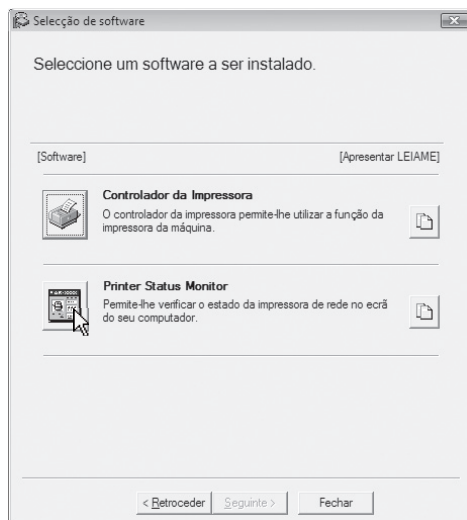 Selecção de software
Seleccione um software a ser instalado.
[Software] [Apresentar LEIAME]
Controlador da Impressora
O controlador da impressora permite-lhe utilizar a função da
impressora da máquina.
Printer Status Monitor
Permite-lhe verificar o estado da impressora de rede no ecrã
do seu computador.
< Retroceder Seguinte > Fechar